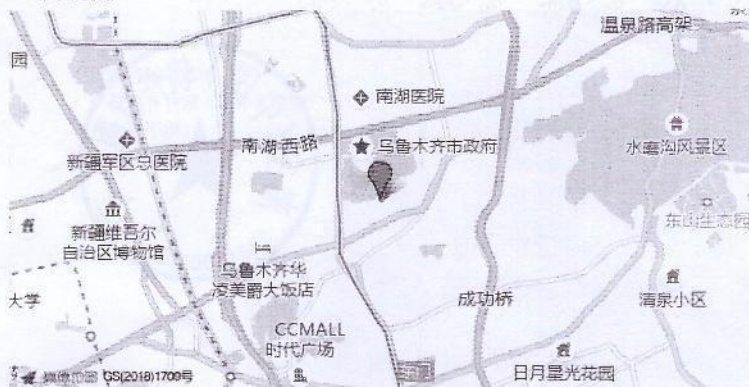 温泉路高架
园
南湖医院
南湖西路
乌鲁木齐市政府
水磨沟风景区
新疆军区总医院
东山生态园
新疆维吾尔
自治区博物馆
乌鲁木齐华
凌美爵大饭店
大学
成功桥
清泉小区
CCMALL
时代广场
日月星光花园
GS(2018)1709号